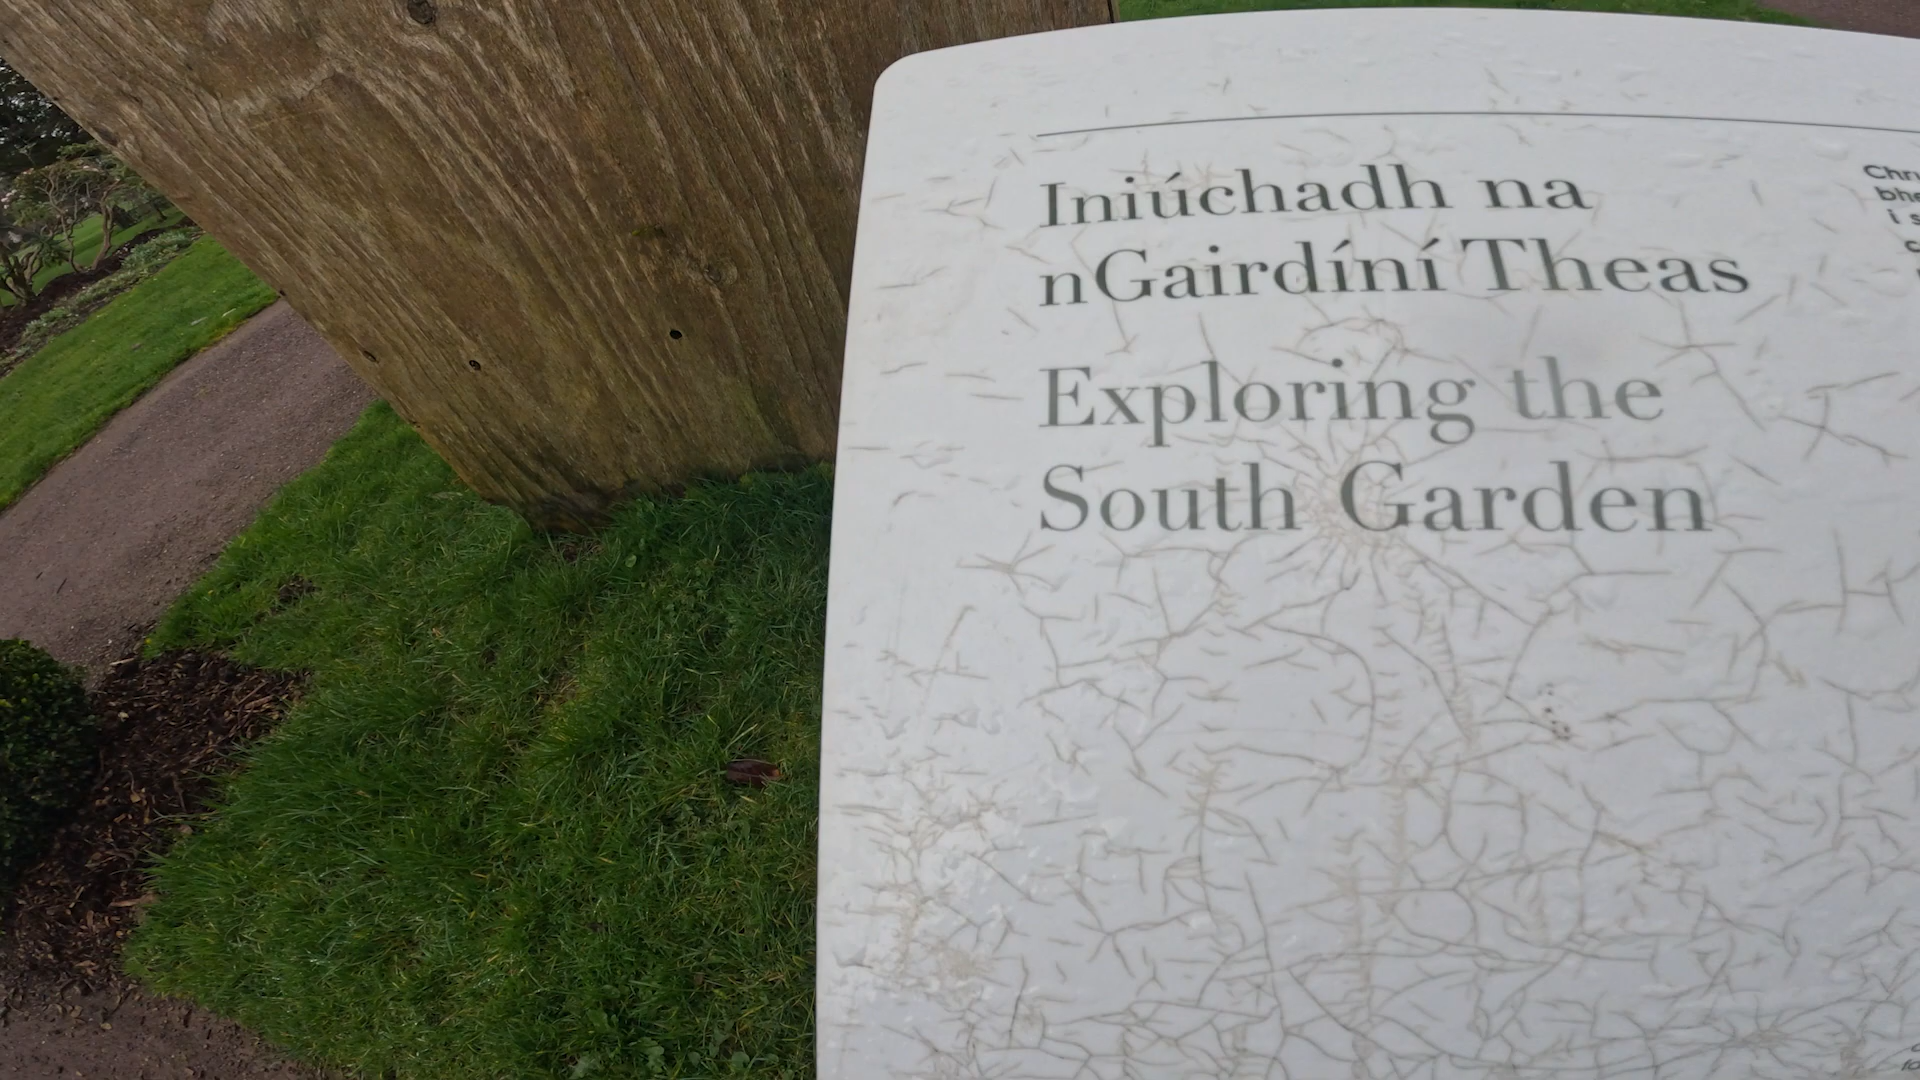 Iniúchadh na
nGairdíní Theas
Exploring the
South Garden